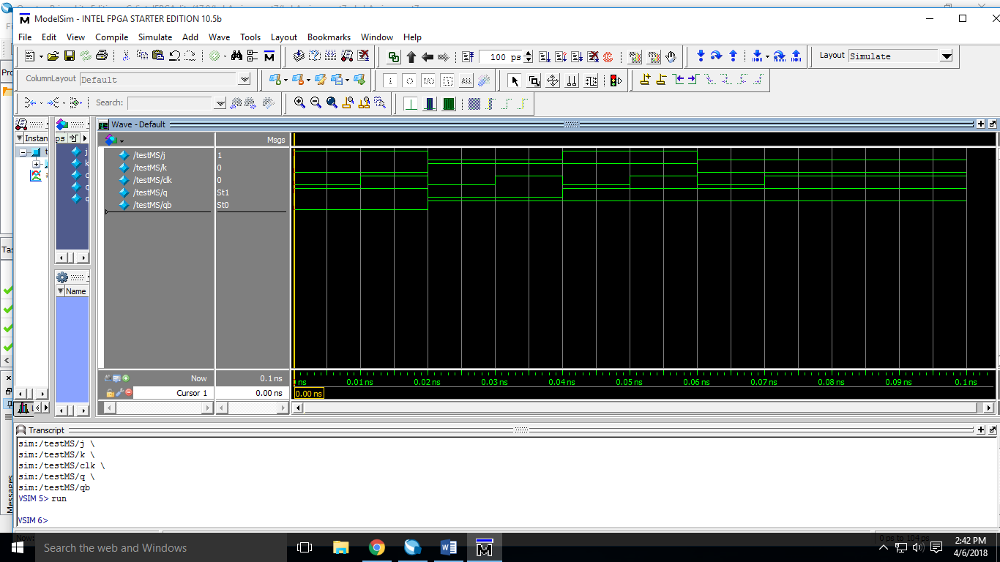 ModelSim - INTEL FPGA STARTER EDITION 10.5b
File Edit View Compile Simulate Add Wave Tools Layout Bookmarks Window Help
100 ps
Layout Simulate
ColumnLayout Default
Search:
Instan
ps
Wave - Default
Msgs
/testMS/j 1
/testMS/k 0
/testMS/clk 0
/testMS/q St1
/testMS/qb St0
Name
Now 0.1 ns
Cursor 1 0.00 ns
ns 0.01 ns 0.02 ns 0.03 ns 0.04 ns 0.05 ns 0.06 ns 0.07 ns 0.08 ns 0.09 ns 0.1 ns
0.00 ns
Transcript
sim:/testMS/j \
sim:/testMS/k \
sim:/testMS/clk \
sim:/testMS/q \
sim:/testMS/qb
VSIM 5> run
VSIM 6>
Messages
Now:
0 ps to 104 ps
Search the web and Windows
2:42 PM
4/6/2018